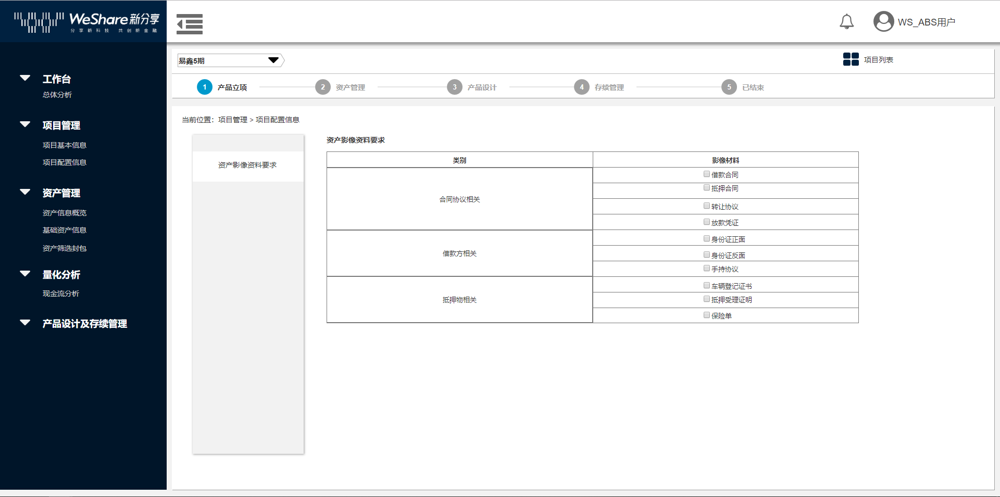 WeShare新分享
分享新科技 共创新金融
WS_ABS用户
工作台
总体分析
项目管理
项目基本信息
项目配置信息
资产管理
资产信息概览
基础资产信息
资产筛选封包
量化分析
现金流分析
产品设计及存续管理
易鑫5期
项目列表
1 产品立项
2 资产管理
3 产品设计
4 存续管理
5 已结束
当前位置：项目管理 > 项目配置信息
资产影像资料要求
资产影像资料要求
类别 影像材料
合同协议相关
借款合同
抵押合同
转让协议
放款凭证
借款方相关
身份证正面
身份证反面
手持协议
抵押物相关
车辆登记证书
抵押受理证明
保险单